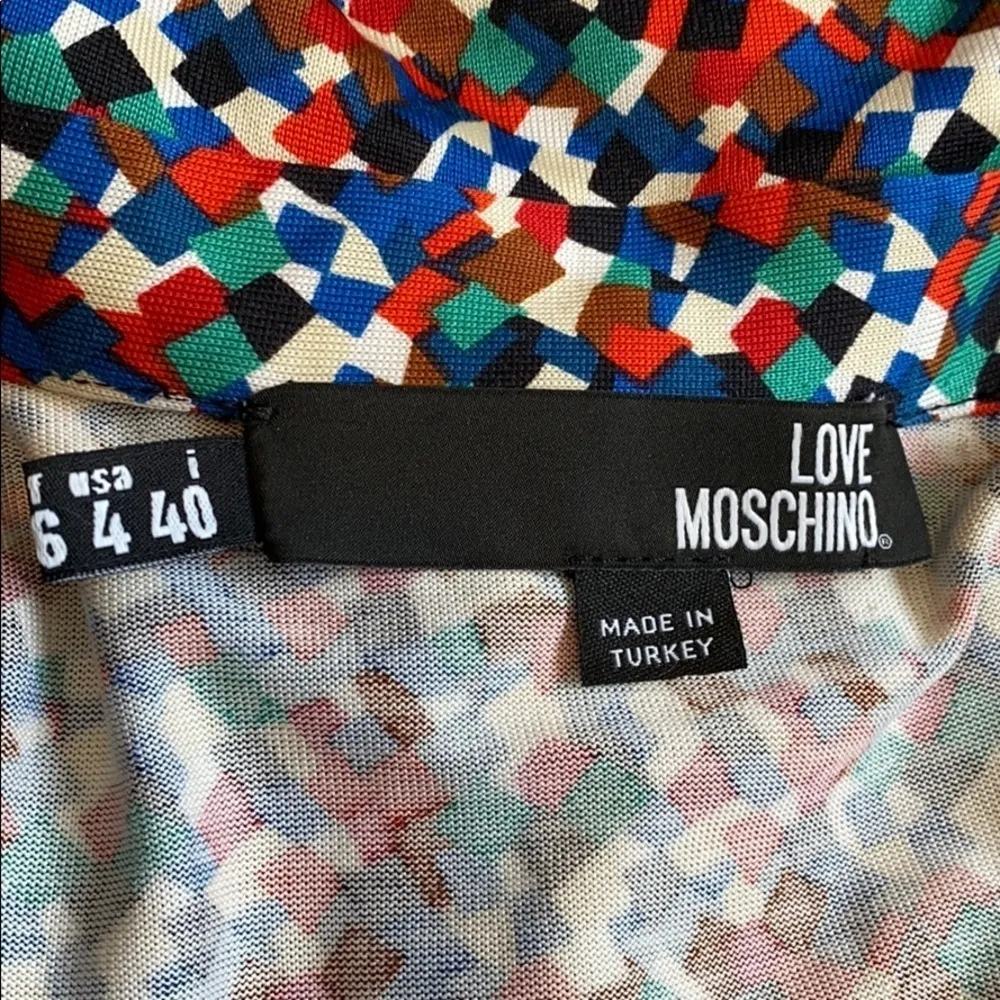 f usa i
6 4 40
LOVE
MOSCHINO®
MADE IN
TURKEY